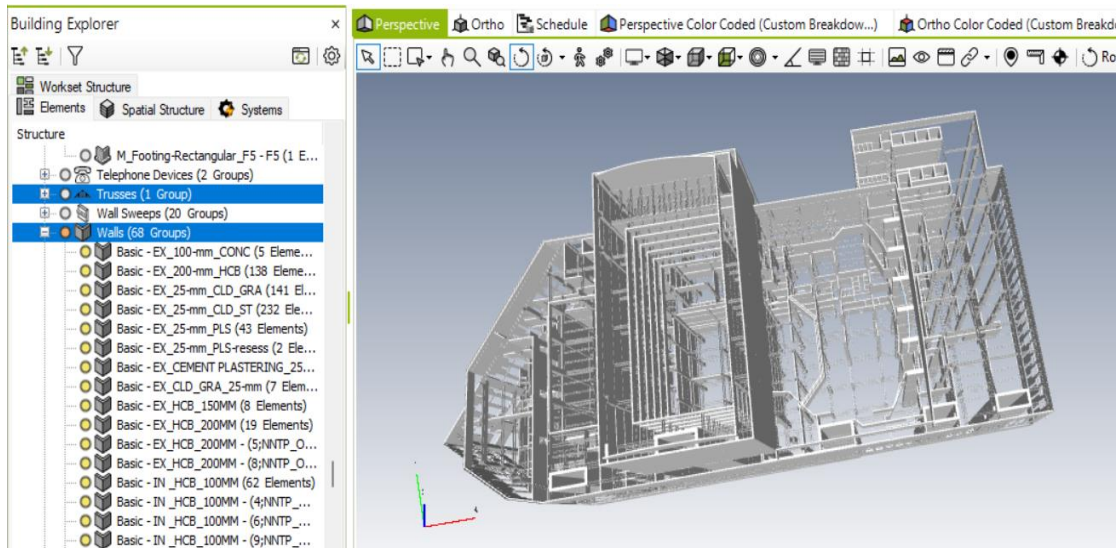 Building Explorer
Workset Structure
Elements Spatial Structure Systems
Structure
M_Footing-Rectangular_F5 - F5 (1 E...
Telephone Devices (2 Groups)
Trusses (1 Group)
Wall Sweeps (20 Groups)
Walls (68 Groups)
Basic - EX_100-mm_CONC (5 Eleme...
Basic - EX_200-mm_HCB (138 Eleme...
Basic - EX_25-mm_CLD_GRA (141 El...
Basic - EX_25-mm_CLD_ST (232 Ele...
Basic - EX_25-mm_PLS (43 Elements)
Basic - EX_25-mm_PLS-resess (2 Ele...
Basic - EX_CEMENT PLASTERING_25...
Basic - EX_CLD_GRA_25-mm (7 Elem...
Basic - EX_HCB_150MM (8 Elements)
Basic - EX_HCB_200MM (19 Elements)
Basic - EX_HCB_200MM - (5;NNTP_O...
Basic - EX_HCB_200MM - (8;NNTP_O...
Basic - IN _HCB_100MM (62 Elements)
Basic - IN _HCB_100MM - (4;NNTP_...
Basic - IN _HCB_100MM - (6;NNTP_...
Basic - IN _HCB_100MM - (9;NNTP_...
Perspective Ortho Schedule Perspective Color Coded (Custom Breakdow...) Ortho Color Coded (Custom Breakd
Ro